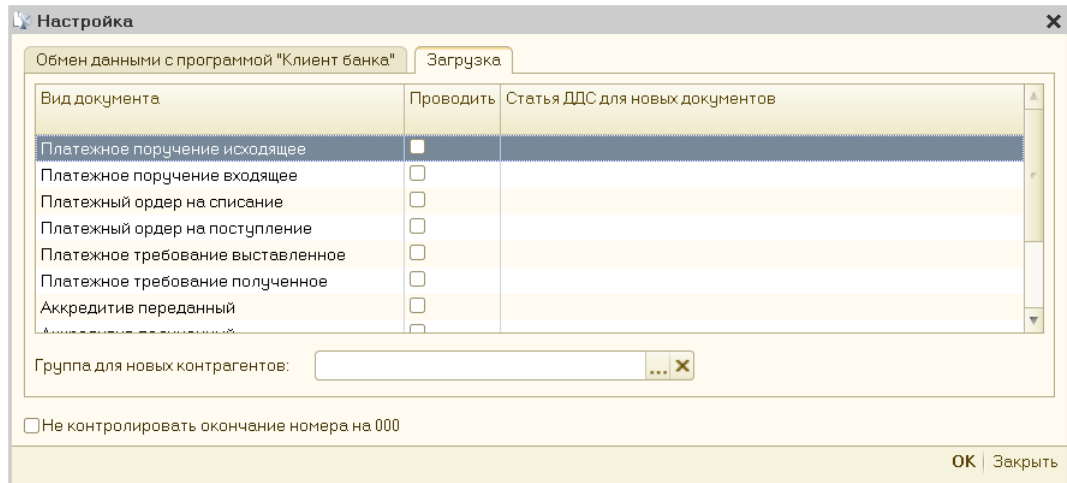 Настройка
Обмен данными с программой "Клиент банка" Загрузка
Вид документа Проводить Статья ДДС для новых документов
Платежное поручение исходящее
Платежное поручение входящее
Платежный ордер на списание
Платежный ордер на поступление
Платежное требование выставленное
Платежное требование полученное
Аккредитив переданный
Группа для новых контрагентов: ...
Не контролировать окончание номера на 000
OK Закрыть